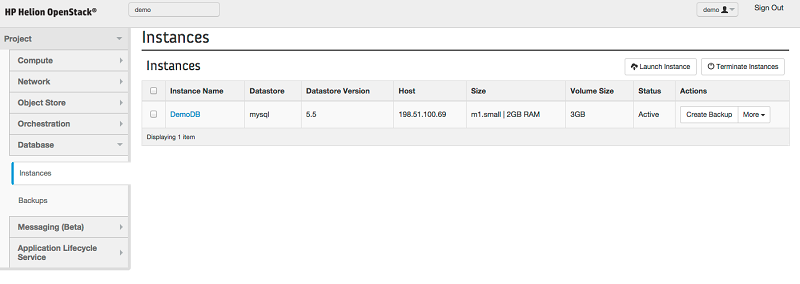 HP Helion OpenStack®
demo
demo
Sign Out
Project
Compute
Network
Object Store
Orchestration
Database
Instances
Backups
Messaging (Beta)
Application Lifecycle
Service
Instances
Instances
Launch Instance
Terminate Instances
Instance Name Datastore Datastore Version Host Size Volume Size Status Actions
DemoDB mysql 5.5 198.51.100.69 m1.small | 2GB RAM 3GB Active Create Backup More
Displaying 1 item